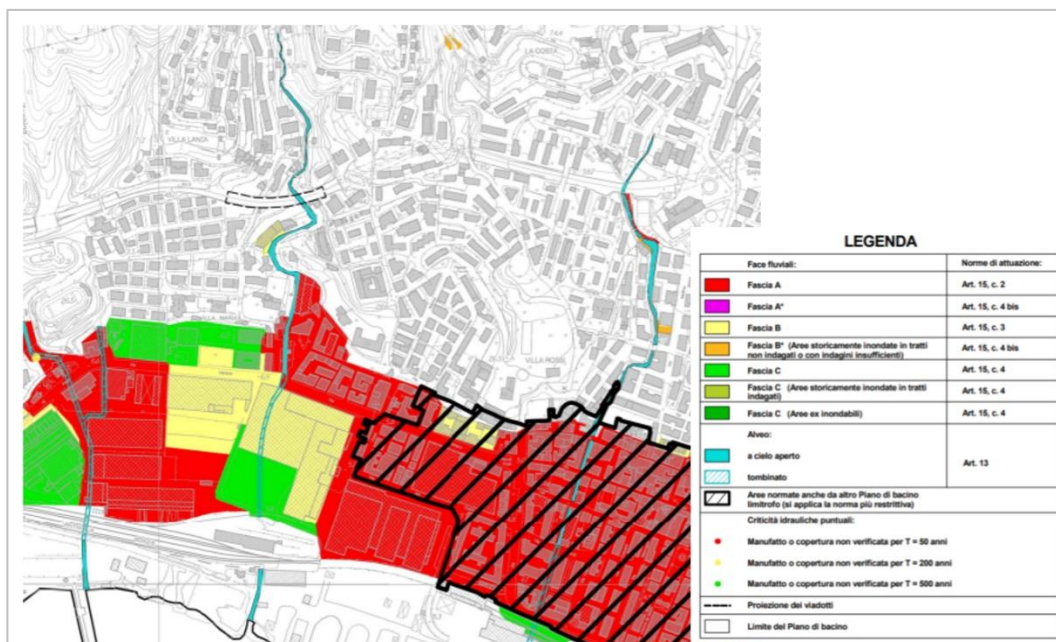 VILLA LANZA
LA COSTA
VILLA ROSSE
LEGENDA
Face fluviali:
Norme di attuazione:
Fascia A
Art. 15, c. 2
Fascia A*
Art. 15, c. 4 bis
Fascia B
Art. 15, c. 3
Fascia B* (Aree storicamente inondate in tratti
non indagati o con indagini insufficienti)
Art. 15, c. 4 bis
Fascia C
Art. 15, c. 4
Fascia C (Aree storicamente inondate in tratti
indagati)
Art. 15, c. 4
Fascia C (Aree ex inondabili)
Art. 15, c. 4
Alveo:
a cielo aperto
tombinato
Art. 13
Aree normate anche da altro Piano di bacino
limitrofo (si applica la norma più restrittiva)
Criticità idrauliche puntuali:
Manufatto o copertura non verificata per T = 50 anni
Manufatto o copertura non verificata per T = 200 anni
Manufatto o copertura non verificata per T = 500 anni
Proiezione dei viadotti
Limite del Piano di bacino